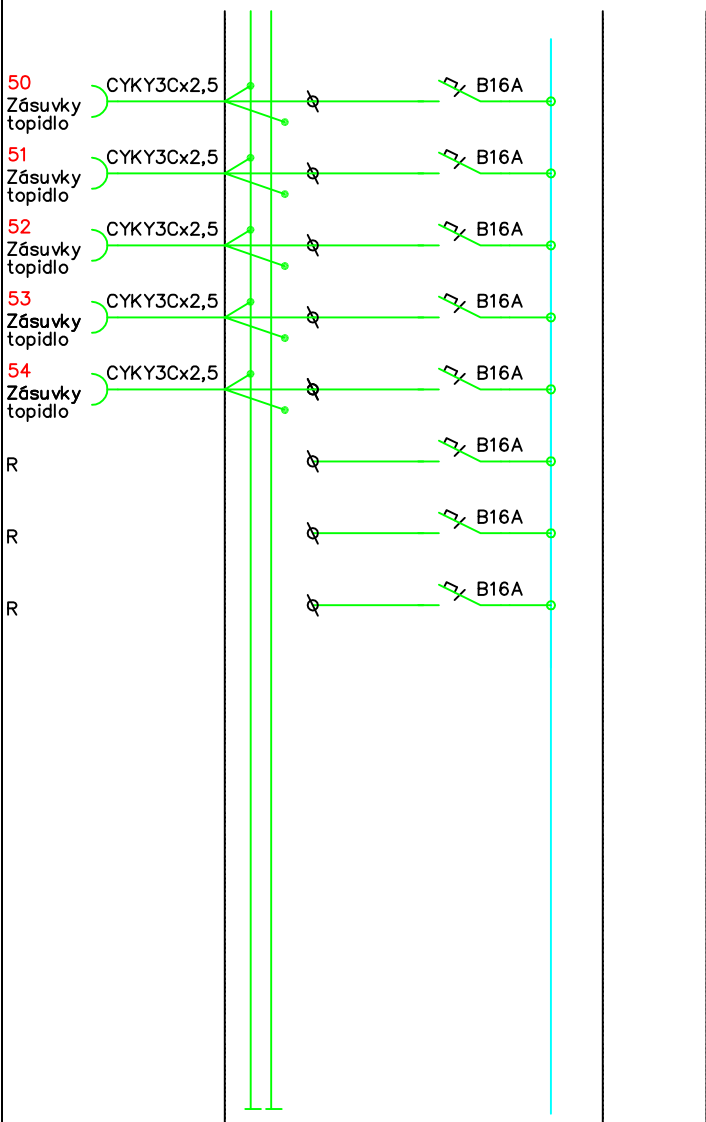 50 CYKY3Cx2,5 B16A
Zásuvky
topidlo
51 CYKY3Cx2,5 B16A
Zásuvky
topidlo
52 CYKY3Cx2,5 B16A
Zásuvky
topidlo
53 CYKY3Cx2,5 B16A
Zásuvky
topidlo
54 CYKY3Cx2,5 B16A
Zásuvky
topidlo
R B16A
R B16A
R B16A